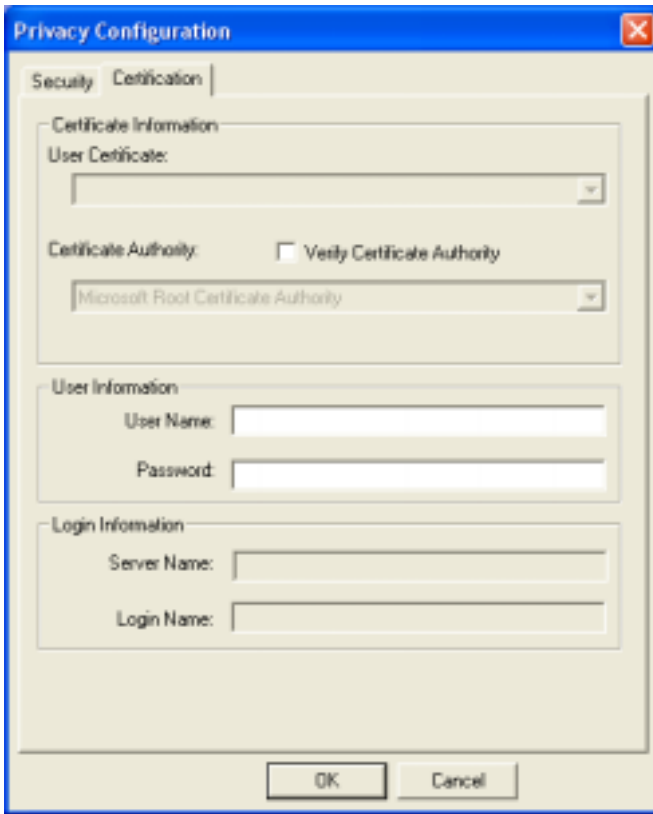 Privacy Configuration
Security Certification
Certificate Information
User Certificate:
Certificate Authority: Verify Certificate Authority
Microsoft Root Certificate Authority
User Information
User Name:
Password:
Login Information
Server Name:
Login Name:
OK Cancel